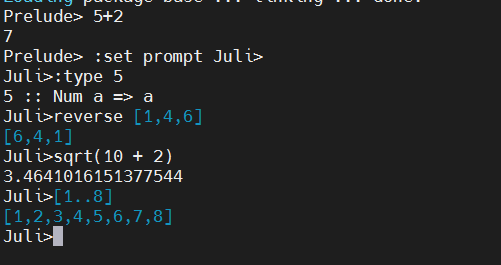 Loading package base ... linking ... done.
Prelude> 5+2
7
Prelude> :set prompt Juli>
Juli>:type 5
5 :: Num a => a
Juli>reverse [1,4,6]
[6,4,1]
Juli>sqrt(10 + 2)
3.4641016151377544
Juli>[1..8]
[1,2,3,4,5,6,7,8]
Juli>